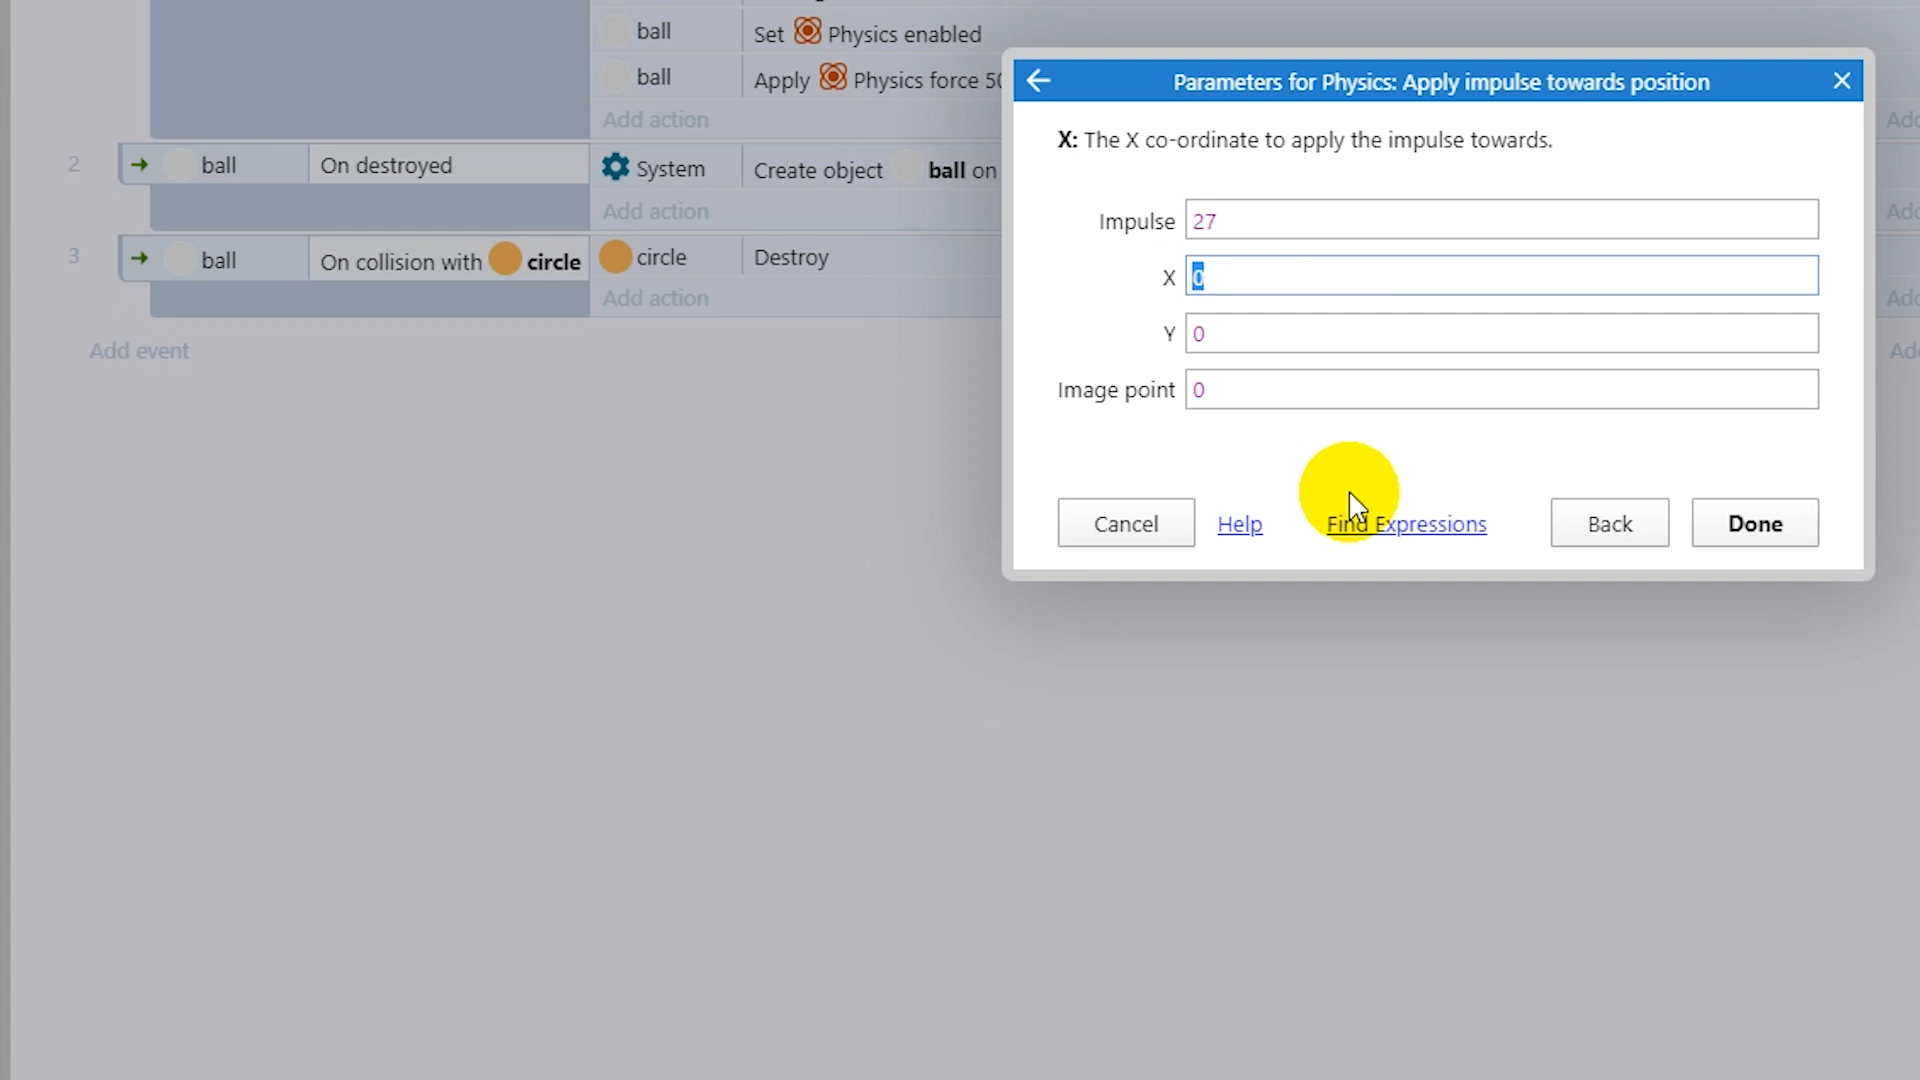 ball
Set Physics enabled
ball
Apply Physics force
Add action
2
ball
On destroyed
System
Create object ball on
Add action
3
ball
On collision with circle
circle
Destroy
Add action
Add event
Parameters for Physics: Apply impulse towards position
X: The X co-ordinate to apply the impulse towards.
Impulse 27
X 0
Y 0
Image point 0
Cancel
Help
Find Expressions
Back
Done